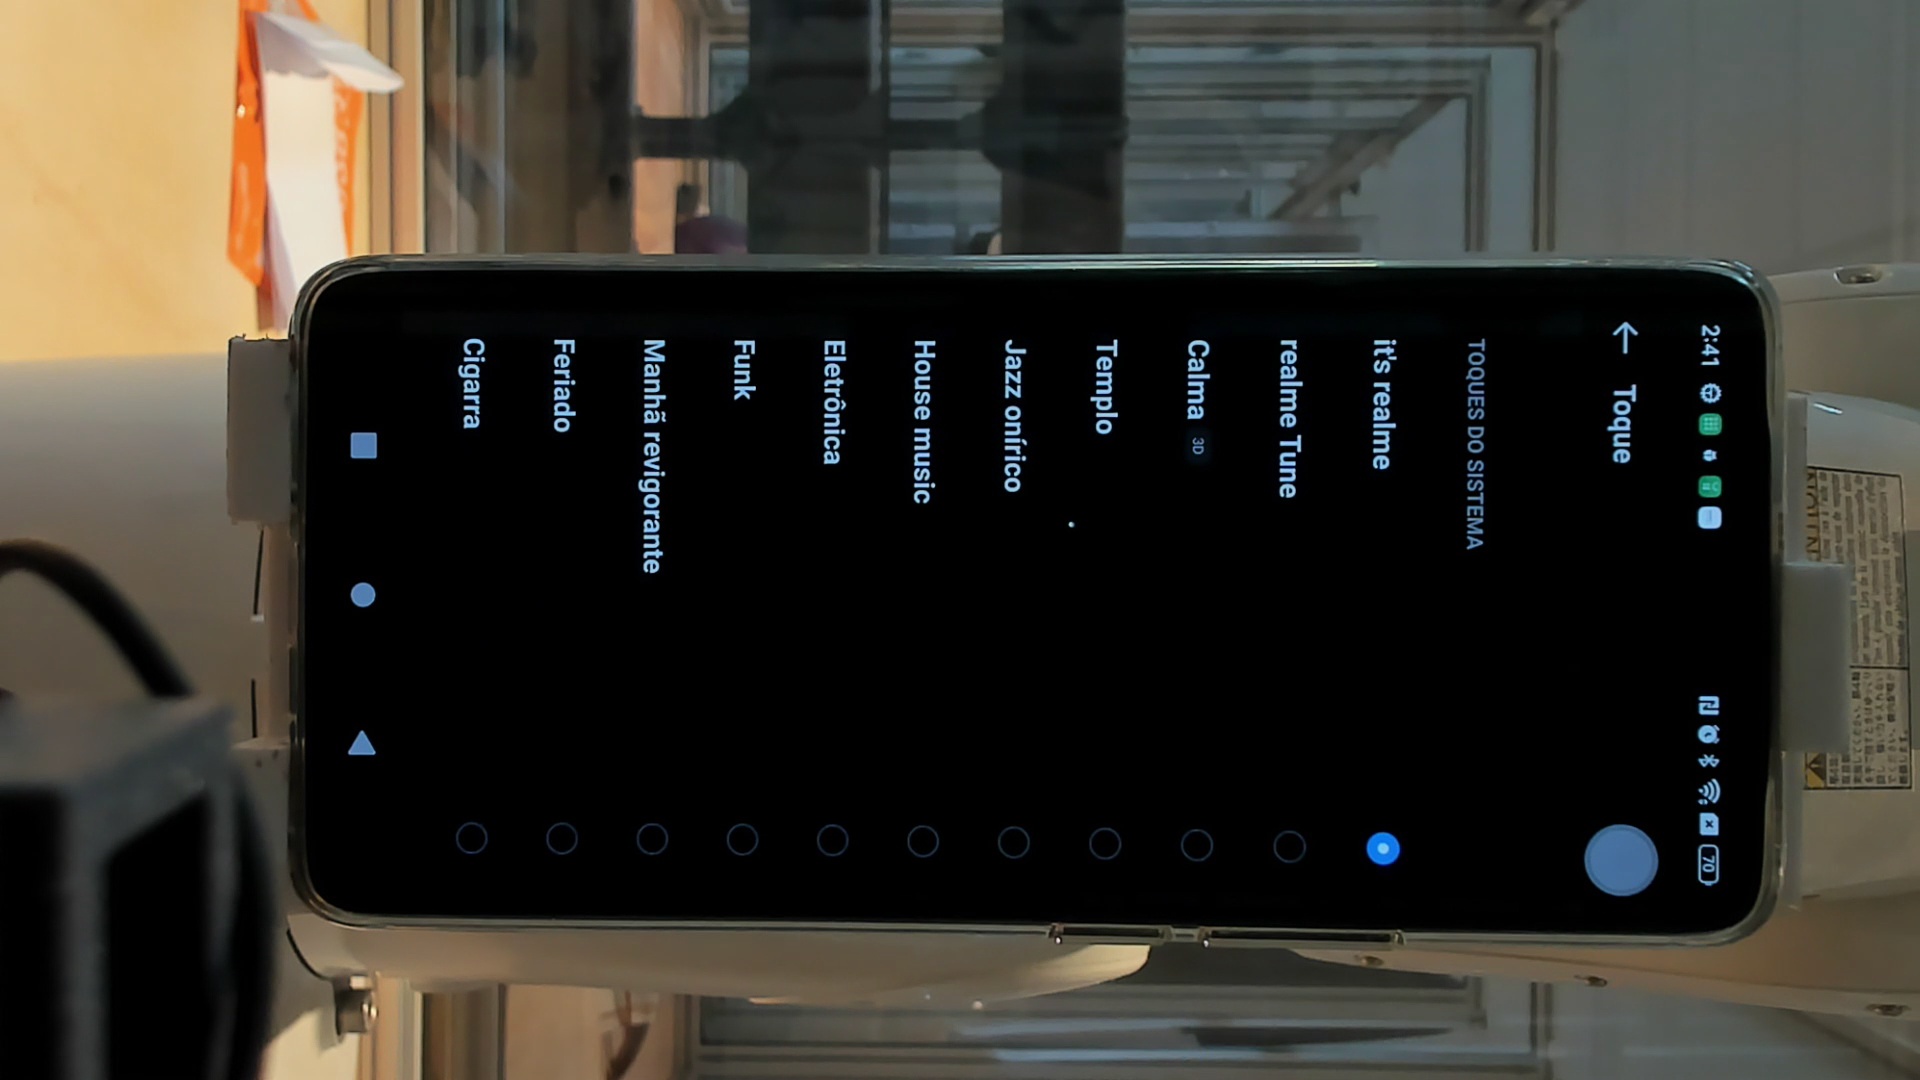 2:41
70
Toque
TOQUES DO SISTEMA
it's realme
realme Tune
Calma 3D
Templo
Jazz onírico
House music
Eletrônica
Funk
Manhã revigorante
Feriado
Cigarra